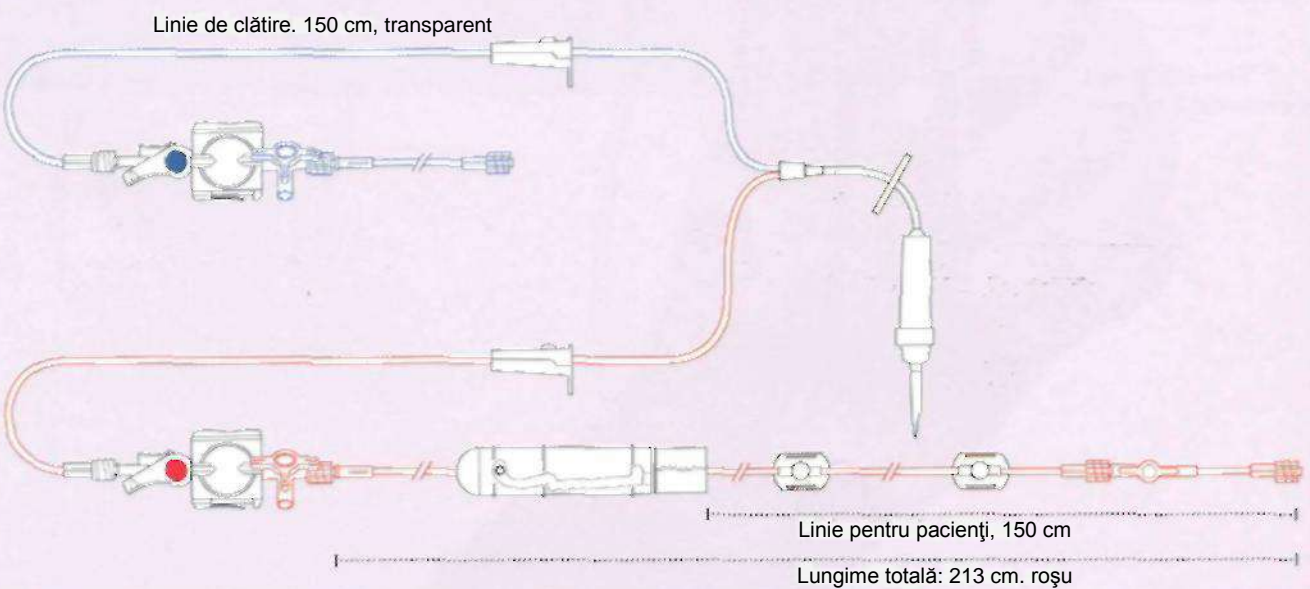 Linie de clătire. 150 cm, transparent
Linie pentru pacienţi, 150 cm
Lungime totală: 213 cm. roşu